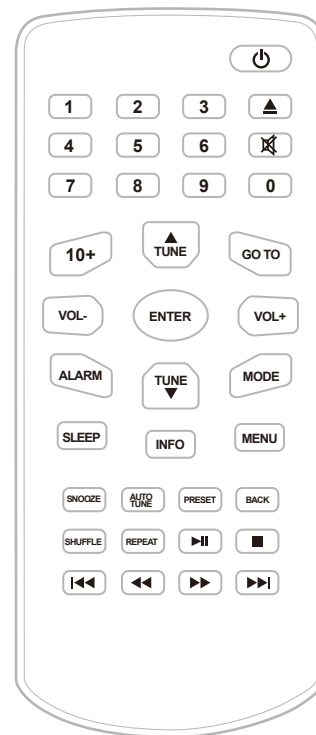 1 2 3
4 5 6
7 8 9 0
10+ TUNE GO TO
VOL- ENTER VOL+
ALARM TUNE MODE
SLEEP INFO MENU
SNOOZE AUTO TUNE PRESET BACK
SHUFFLE REPEAT